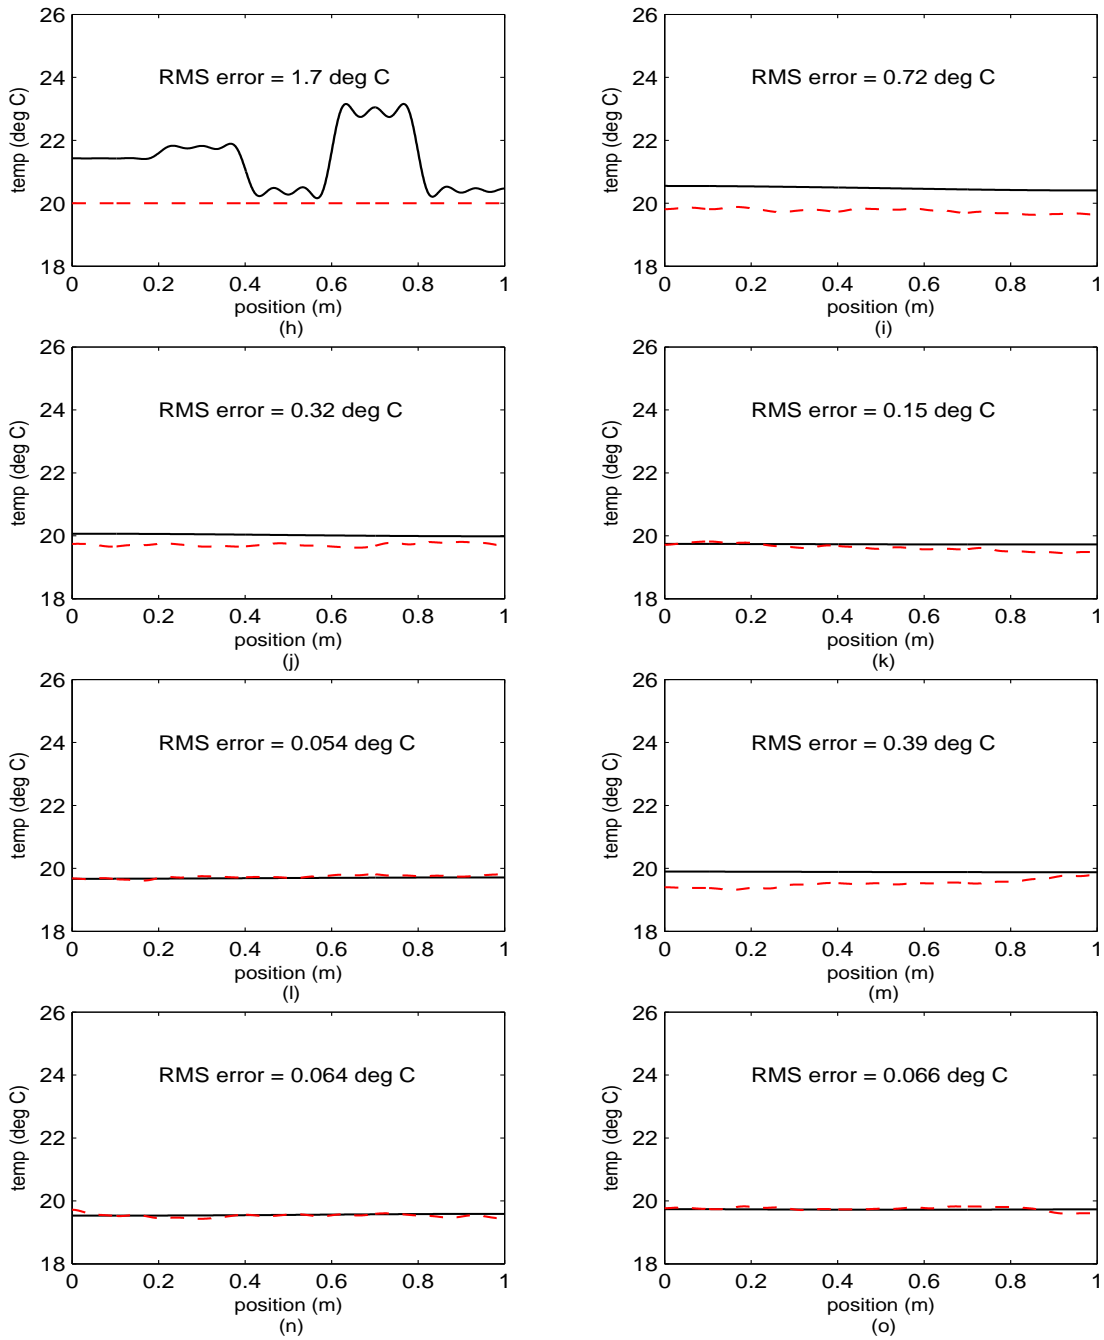 26
24
22
20
18
temp (deg C)
RMS error = 1.7 deg C
0 0.2 0.4 0.6 0.8 1
position (m)
(h)
26
24
22
20
18
temp (deg C)
RMS error = 0.72 deg C
0 0.2 0.4 0.6 0.8 1
position (m)
(i)
26
24
22
20
18
temp (deg C)
RMS error = 0.32 deg C
0 0.2 0.4 0.6 0.8 1
position (m)
(j)
26
24
22
20
18
temp (deg C)
RMS error = 0.15 deg C
0 0.2 0.4 0.6 0.8 1
position (m)
(k)
26
24
22
20
18
temp (deg C)
RMS error = 0.054 deg C
0 0.2 0.4 0.6 0.8 1
position (m)
(l)
26
24
22
20
18
temp (deg C)
RMS error = 0.39 deg C
0 0.2 0.4 0.6 0.8 1
position (m)
(m)
26
24
22
20
18
temp (deg C)
RMS error = 0.064 deg C
0 0.2 0.4 0.6 0.8 1
position (m)
(n)
26
24
22
20
18
temp (deg C)
RMS error = 0.066 deg C
0 0.2 0.4 0.6 0.8 1
position (m)
(o)